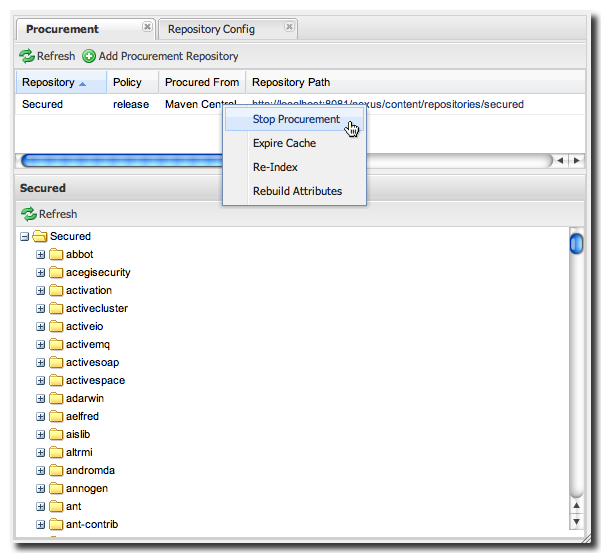 Procurement Repository Config
Refresh Add Procurement Repository
Repository Policy Procured From Repository Path
Secured release Maven Central http://localhost:8081/nexus/content/repositories/secured
Stop Procurement
Expire Cache
Re-Index
Rebuild Attributes
Secured
Refresh
Secured
abbot
acegisecurity
activation
activecluster
activeio
activemq
activesoap
activespace
adarwin
aelfred
aislib
altrmi
andromda
annogen
ant
ant-contrib